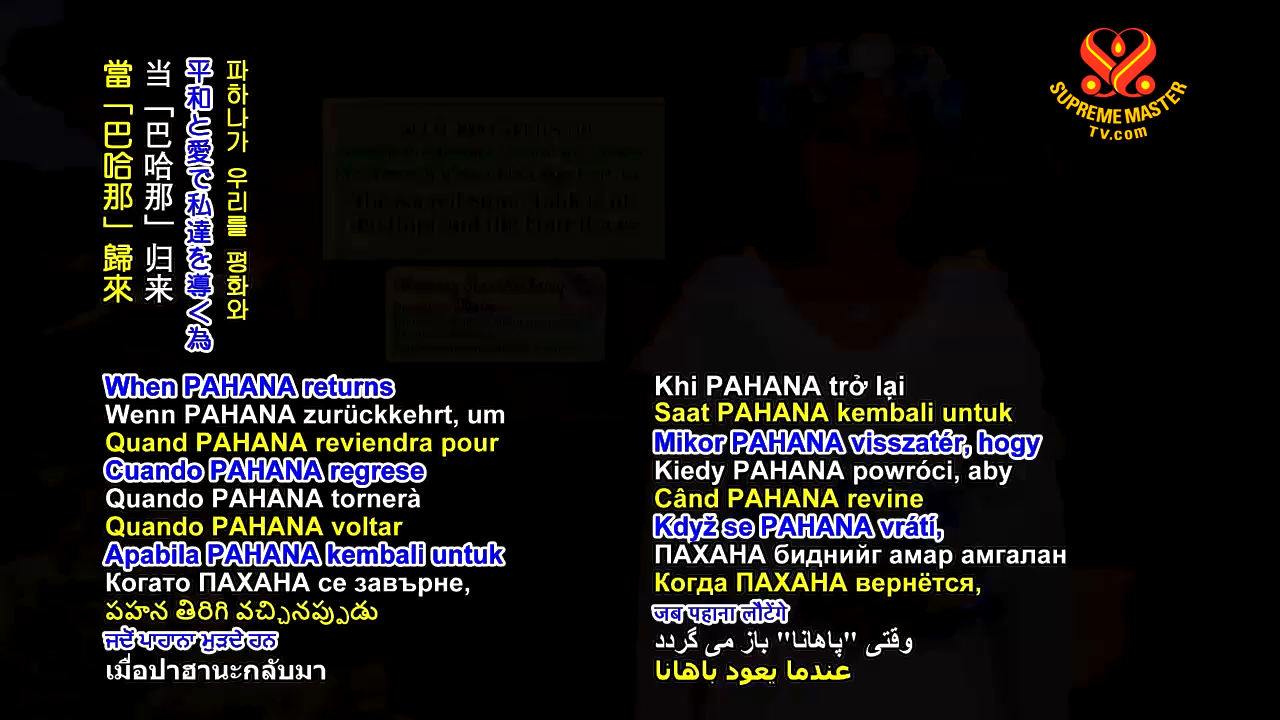 當「巴哈那」歸來
当「巴哈那」归来
平和と愛で私達を導く為
파하나가 우리를 평화와
SUPREME MASTER
TV.com
When PAHANA returns
Wenn PAHANA zurückkehrt, um
Quand PAHANA reviendra pour
Cuando PAHANA regrese
Quando PAHANA tornerà
Quando PAHANA voltar
Apabila PAHANA kembali untuk
Когато ПАХАНА се завърне,
పహన తిరిగి వచ్చినప్పుడు
ਜਦੋਂ ਪਾਹਾਨਾ ਮੁੜਦੇ ਹਨ
เมื่อปาฮานะกลับมา
Khi PAHANA trở lại
Saat PAHANA kembali untuk
Mikor PAHANA visszatér, hogy
Kiedy PAHANA powróci, aby
Când PAHANA revine
Když se PAHANA vrátí,
ПАХАНА биднийг амар амгалан
Когда ПАХАНА вернётся,
जब पहाना लौटेंगे
وقتی "پاهانا" باز می گردد
عندما يعود باهانا